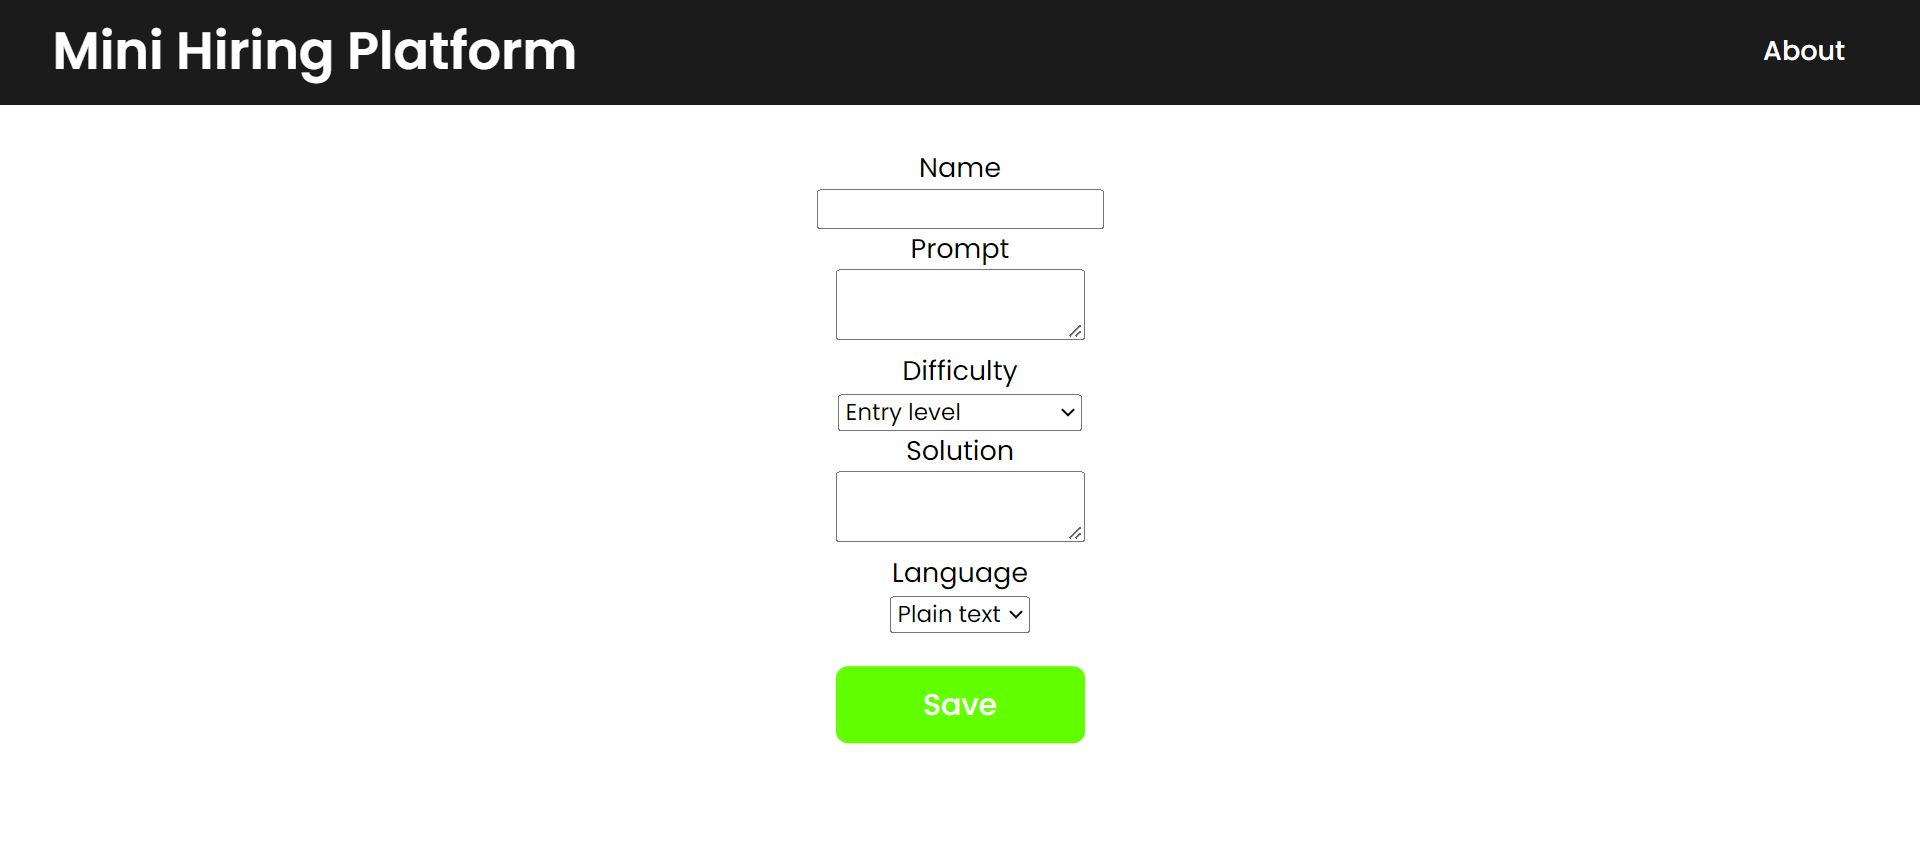 Mini Hiring Platform
About
Name
Prompt
Difficulty
Entry level
Solution
Language
Plain text
Save